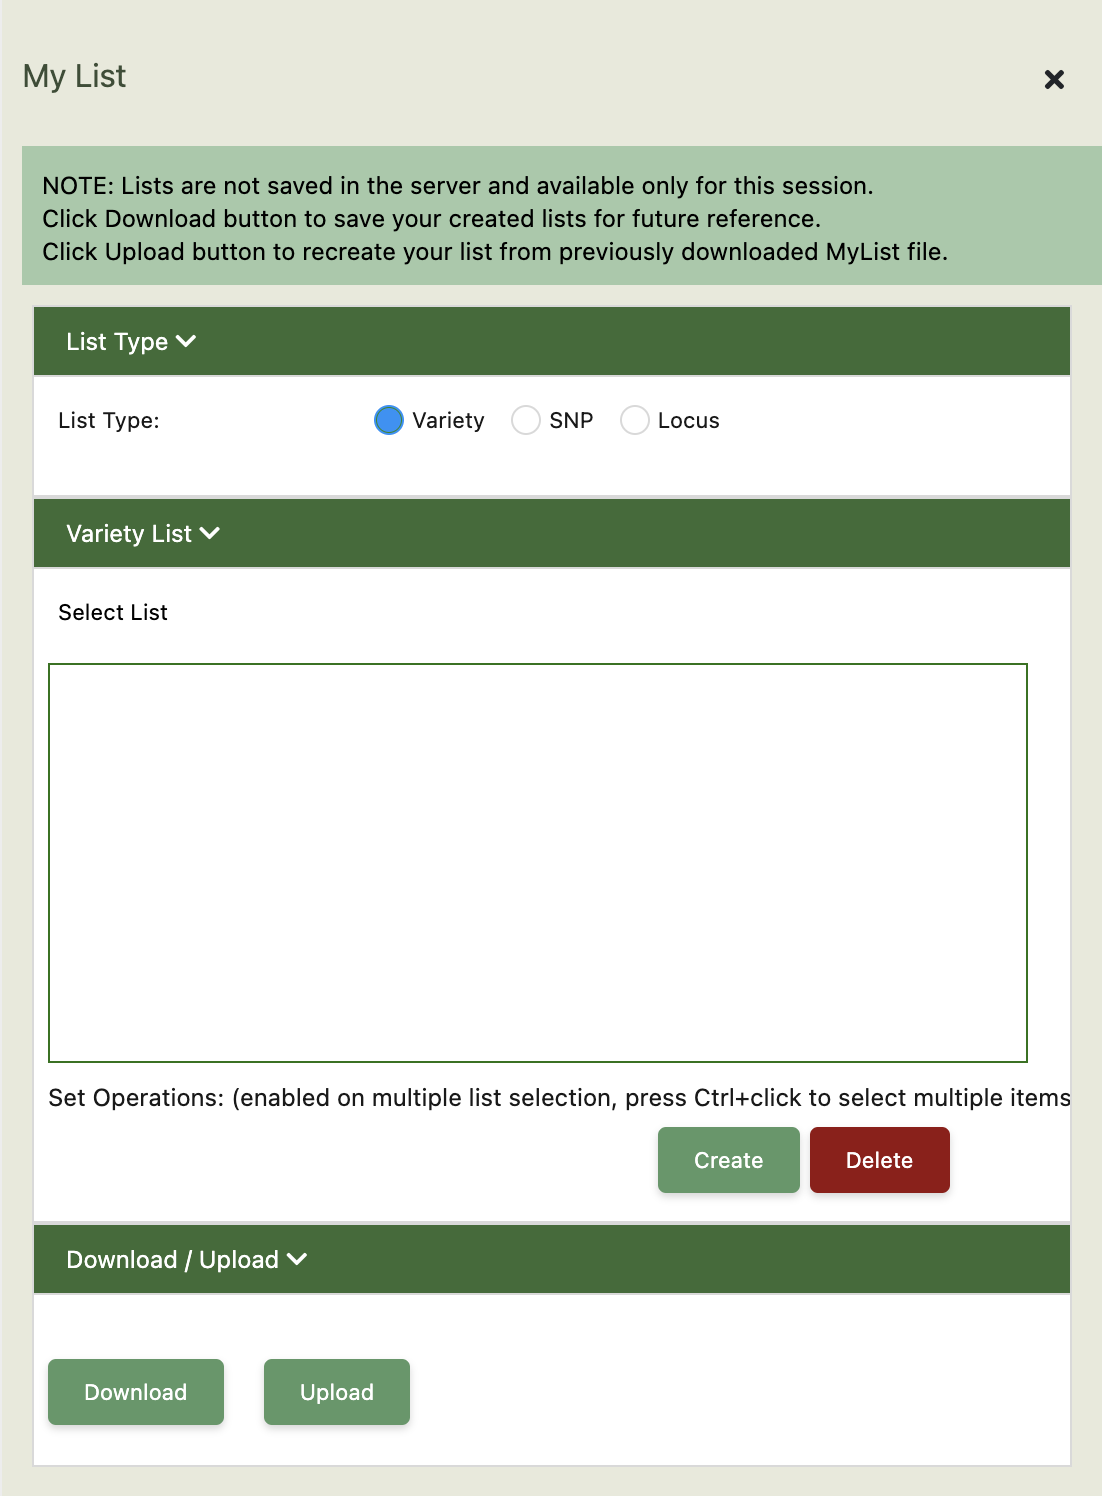 My List
NOTE: Lists are not saved in the server and available only for this session.
Click Download button to save your created lists for future reference.
Click Upload button to recreate your list from previously downloaded MyList file.
List Type
List Type: Variety SNP Locus
Variety List
Select List
Set Operations: (enabled on multiple list selection, press Ctrl+click to select multiple items
Create Delete
Download / Upload
Download Upload